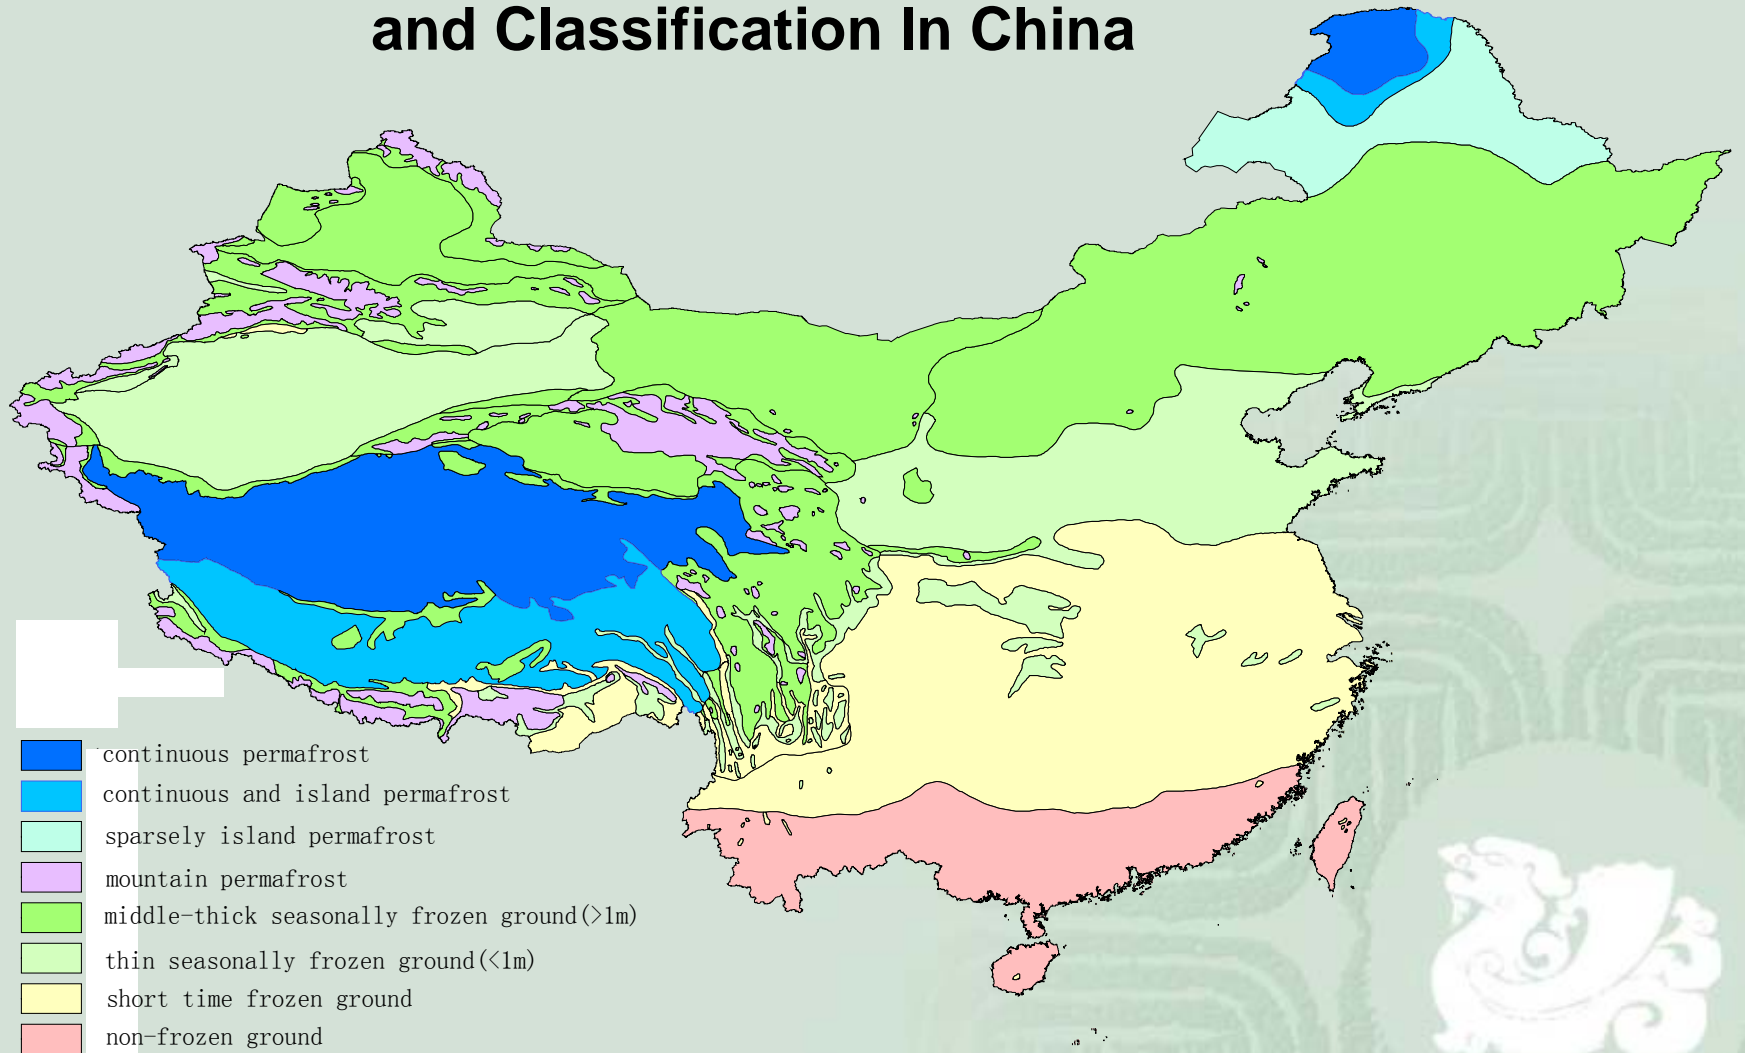 and Classification In China
continuous permafrost
continuous and island permafrost
sparsely island permafrost
mountain permafrost
middle-thick seasonally frozen ground(>1m)
thin seasonally frozen ground(<1m)
short time frozen ground
non-frozen ground